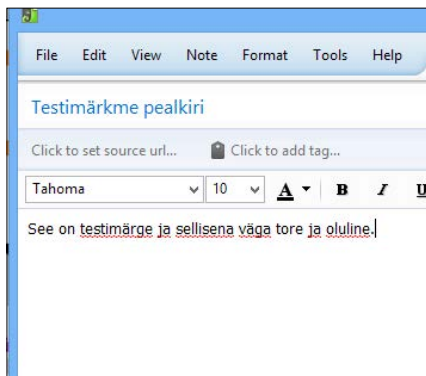 File Edit View Note Format Tools Help
Testimärkme pealkiri
Click to set source url... Click to add tag...
Tahoma 10 A B I U
See on testimärge ja sellisena väga tore ja oluline.